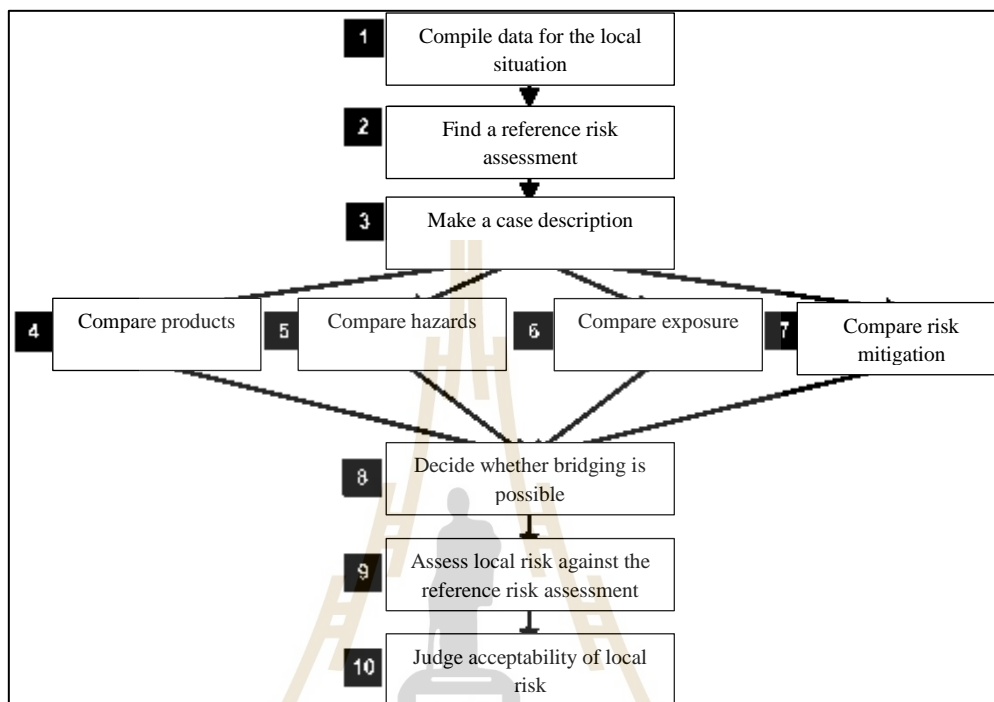 1
Compile data for the local
situation
2
Find a reference risk
assessment
3
Make a case description
4
Compare products
5
Compare hazards
6
Compare exposure
7
Compare risk
mitigation
8
Decide whether bridging is
possible
9
Assess local risk against the
reference risk assessment
10
Judge acceptability of local
risk